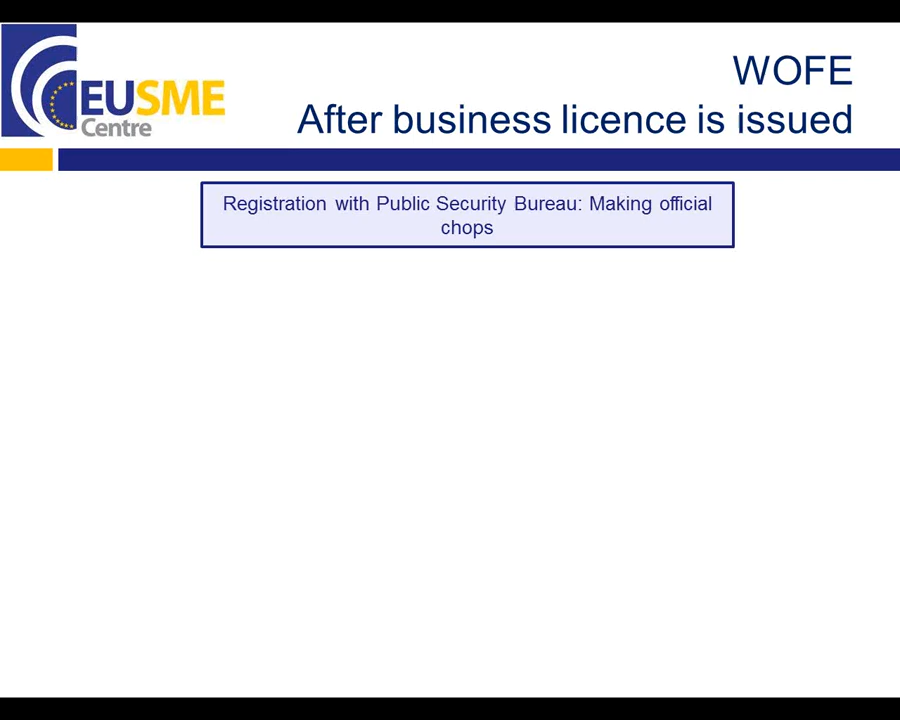 EUSME
Centre
WOFE
After business licence is issued
Registration with Public Security Bureau: Making official
chops